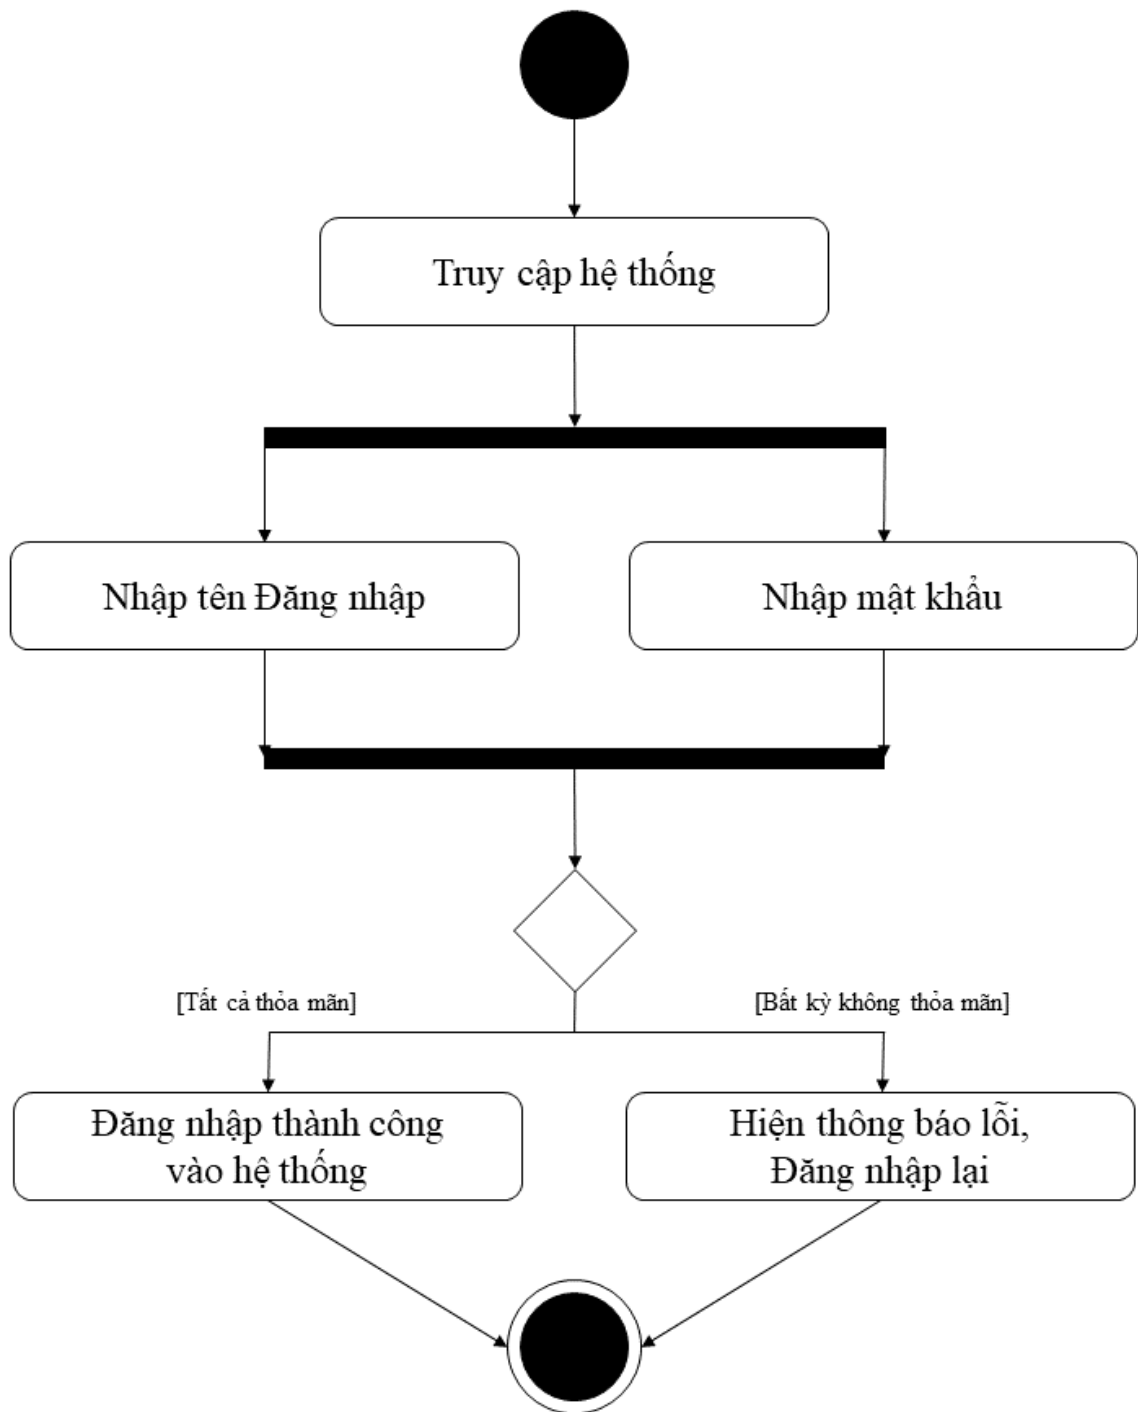 Truy cập hệ thống
Nhập tên Đăng nhập
Nhập mật khẩu
[Tất cả thỏa mãn]
[Bất kỳ không thỏa mãn]
Đăng nhập thành công
vào hệ thống
Hiện thông báo lỗi,
Đăng nhập lại